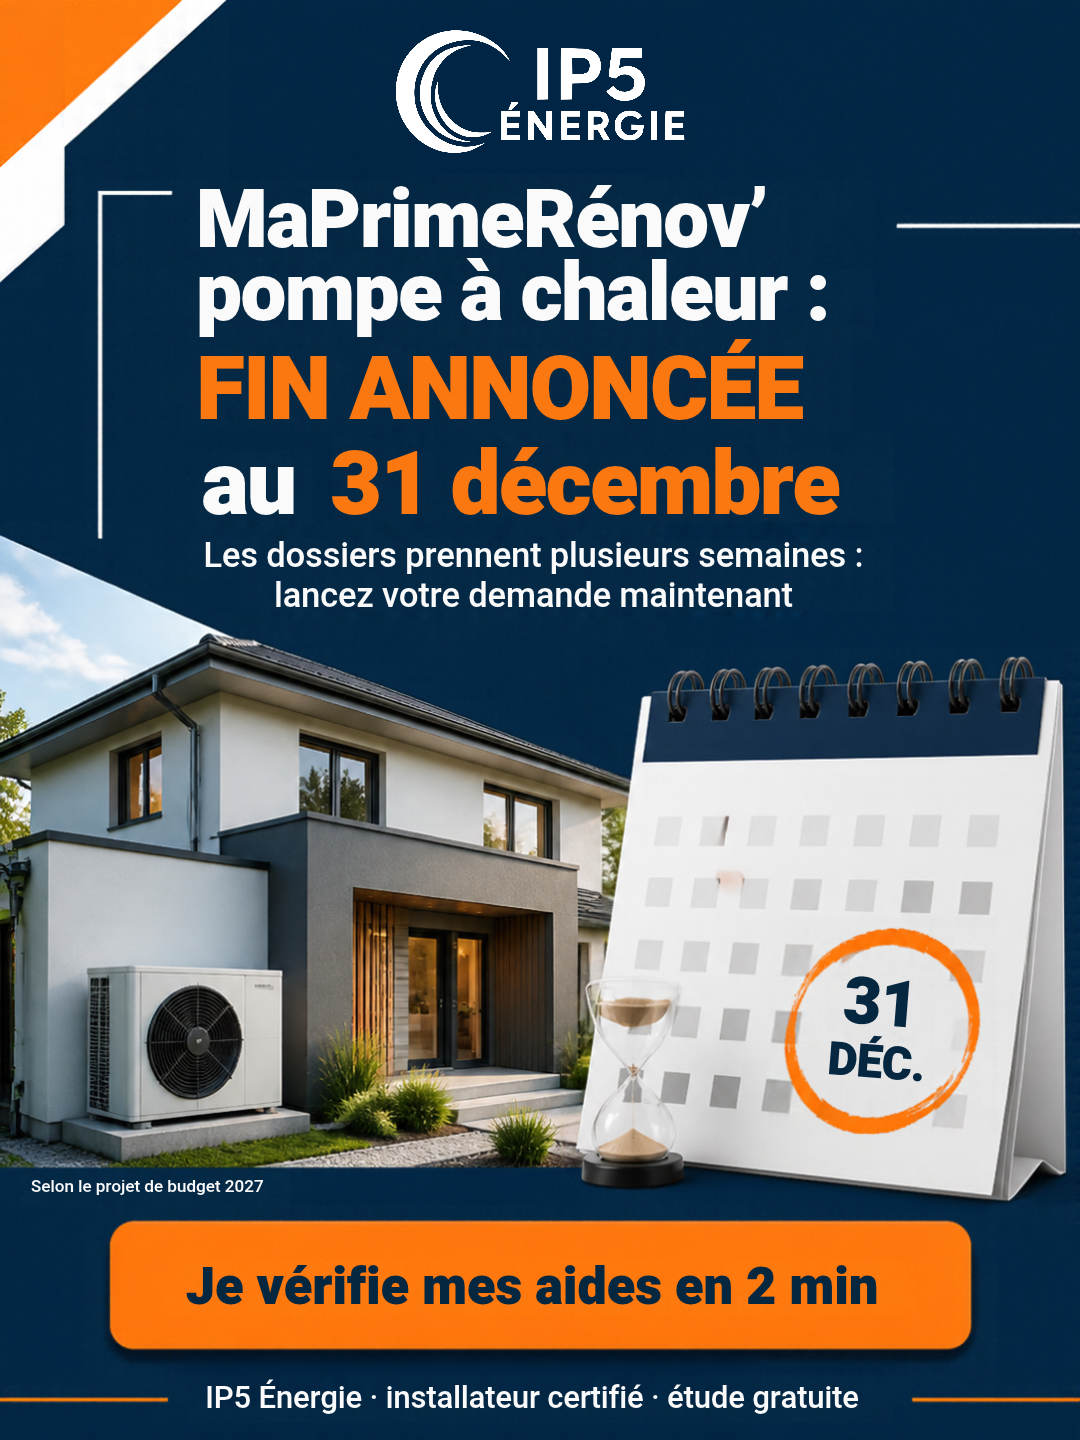 IP5
ÉNERGIE
MaPrimeRénov’
pompe à chaleur :
FIN ANNONCÉE
au 31 décembre
Les dossiers prennent plusieurs semaines :
lancez votre demande maintenant
31
DÉC.
Selon le projet de budget 2027
Je vérifie mes aides en 2 min
IP5 Énergie · installateur certifié · étude gratuite